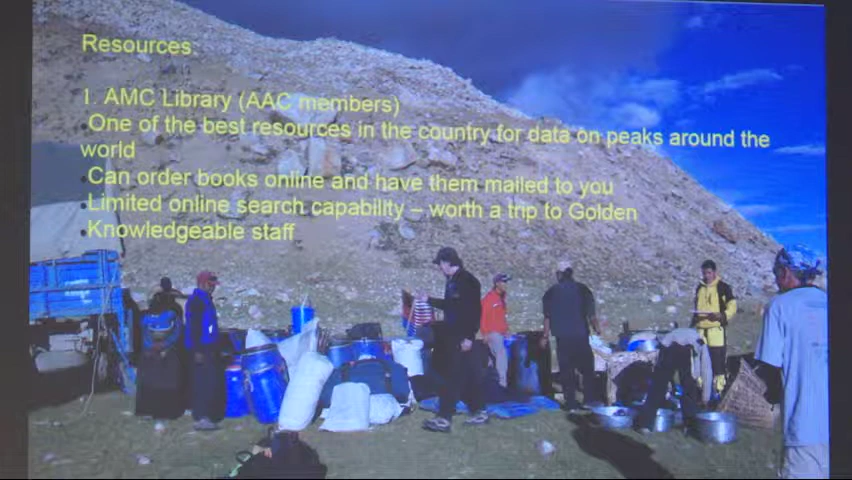 Resources:
1. AMC Library (AAC members)
•One of the best resources in the country for data on peaks around the
world
•Can order books online and have them mailed to you
•Limited online search capability – worth a trip to Golden
•Knowledgeable staff